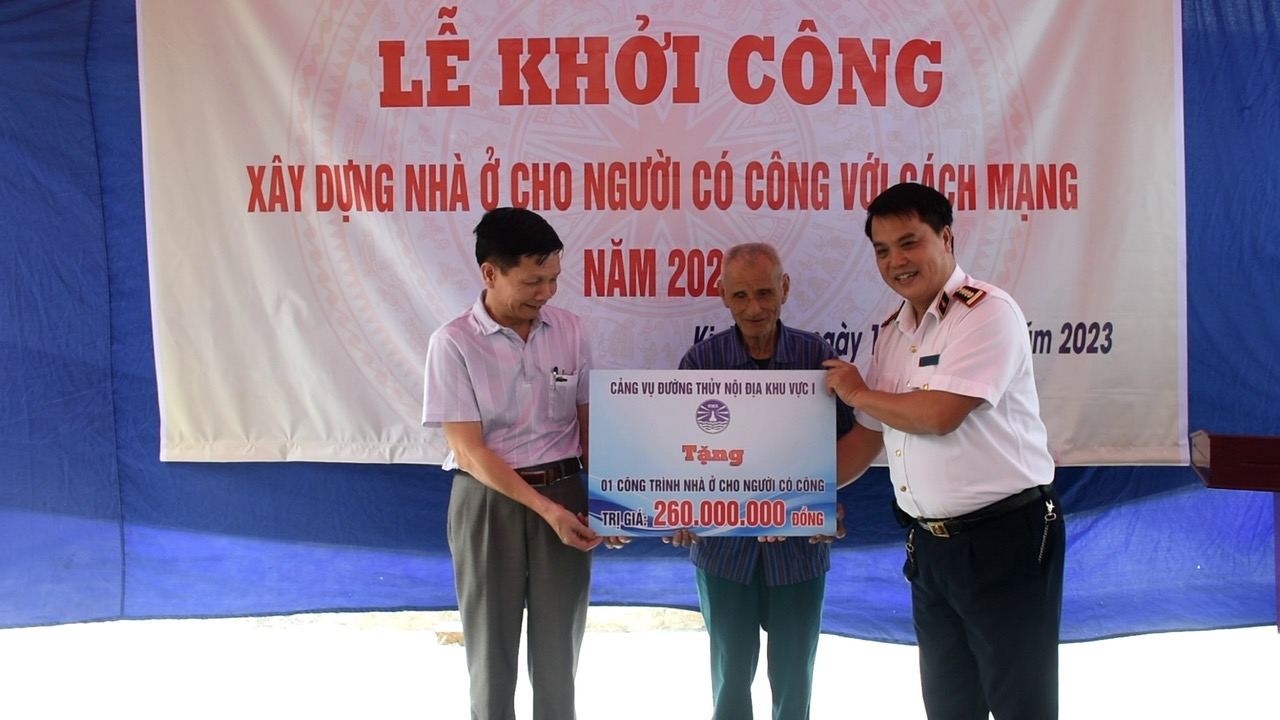 LỄ KHỞI CÔNG
XÂY DỰNG NHÀ Ở CHO NGƯỜI CÓ CÔNG VỚI CÁCH MẠNG
NĂM
ngày 2023
CẢNG VỤ ĐƯỜNG THỦY NỘI ĐỊA KHU VỰC I
Tặng
01 CÔNG TRÌNH NHÀ Ở CHO NGƯỜI CÓ CÔNG
TRỊ GIÁ: 260.000.000 ĐỒNG